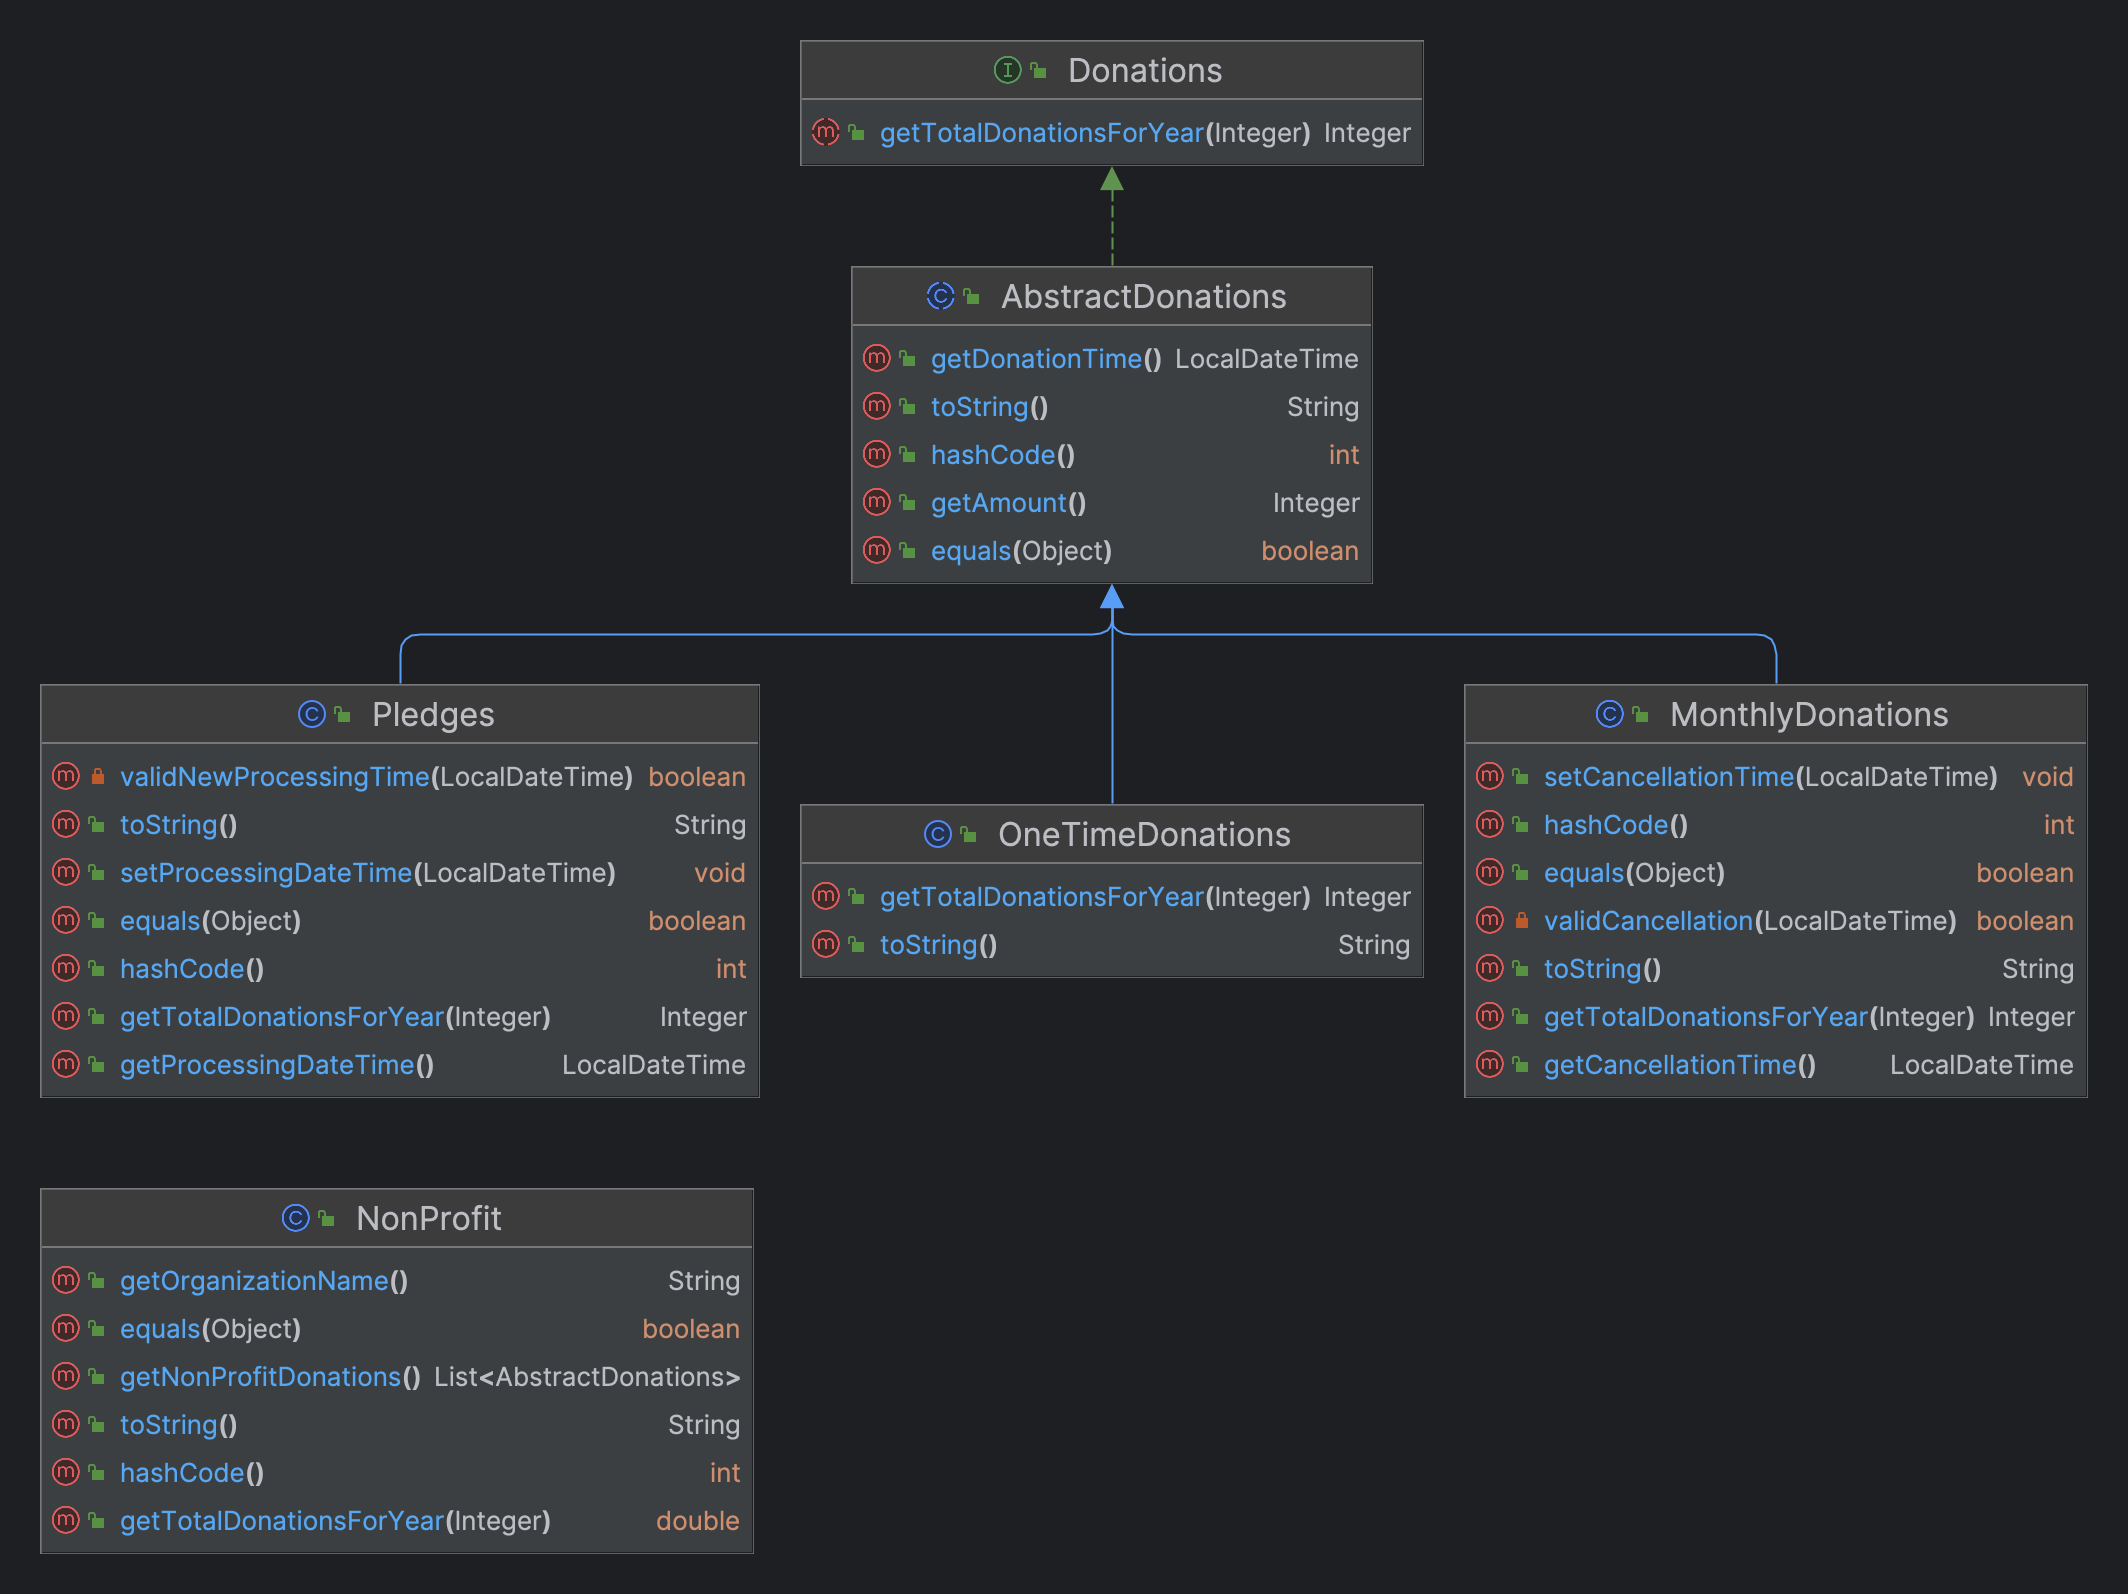 Donations
getTotalDonationsForYear(Integer) Integer
AbstractDonations
getDonationTime() LocalDateTime
toString() String
hashCode() int
getAmount() Integer
equals(Object) boolean
Pledges
validNewProcessingTime(LocalDateTime) boolean
toString() String
setProcessingDateTime(LocalDateTime) void
equals(Object) boolean
hashCode() int
getTotalDonationsForYear(Integer) Integer
getProcessingDateTime() LocalDateTime
OneTimeDonations
getTotalDonationsForYear(Integer) Integer
toString() String
MonthlyDonations
setCancellationTime(LocalDateTime) void
hashCode() int
equals(Object) boolean
validCancellation(LocalDateTime) boolean
toString() String
getTotalDonationsForYear(Integer) Integer
getCancellationTime() LocalDateTime
NonProfit
getOrganizationName() String
equals(Object) boolean
getNonProfitDonations() List<AbstractDonations>
toString() String
hashCode() int
getTotalDonationsForYear(Integer) double